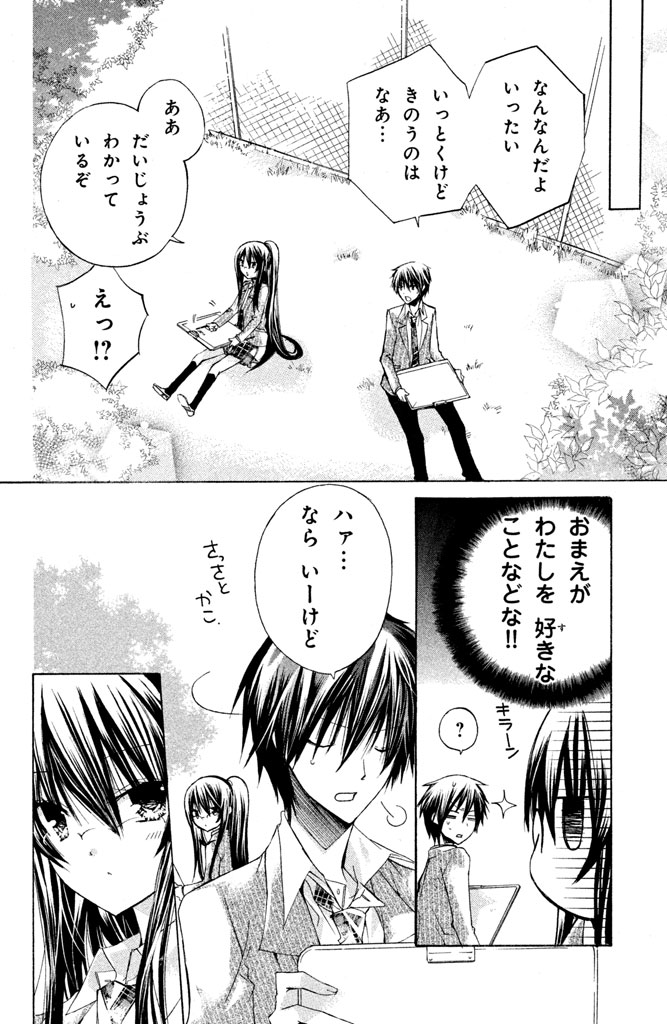 なんなんだよ
いったい
いっとくけど
きのうのは
なあ…
ああ
だいじょうぶ
わかって
いるぞ
えっ!?
おまえが
わたしを好きな
ことなどな!!
す
キラーン
?
ハァ…
なら いーけど
さっさと
かこ